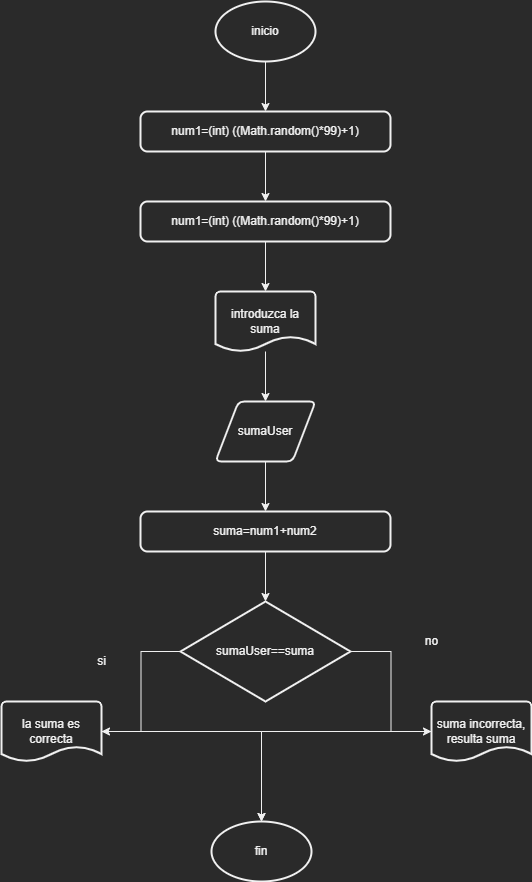 inicio
num1=(int) ((Math.random()*99)+1)
num1=(int) ((Math.random()*99)+1)
introduzca la
suma
sumaUser
suma=num1+num2
sumaUser==suma
si
no
la suma es
correcta
suma incorrecta,
resulta suma
fin